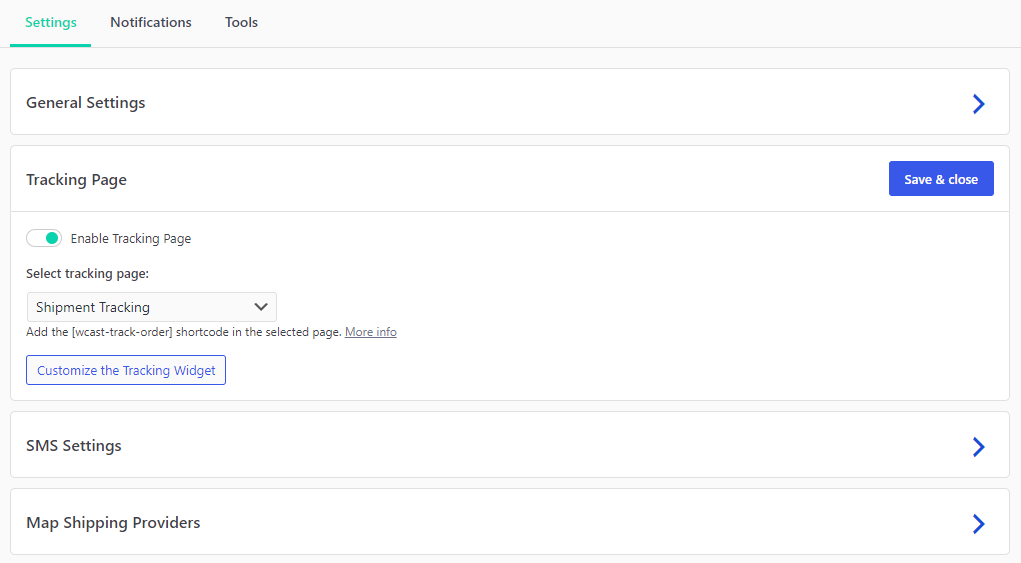 Settings Notifications Tools
General Settings
Tracking Page Save & close
Enable Tracking Page
Select tracking page:
Shipment Tracking
Add the [wcast-track-order] shortcode in the selected page. More info
Customize the Tracking Widget
SMS Settings
Map Shipping Providers